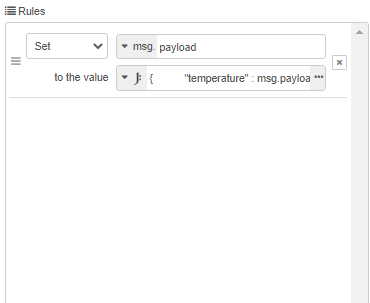 Rules
Set msg. payload
to the value J: { "temperature" : msg.payloa ···